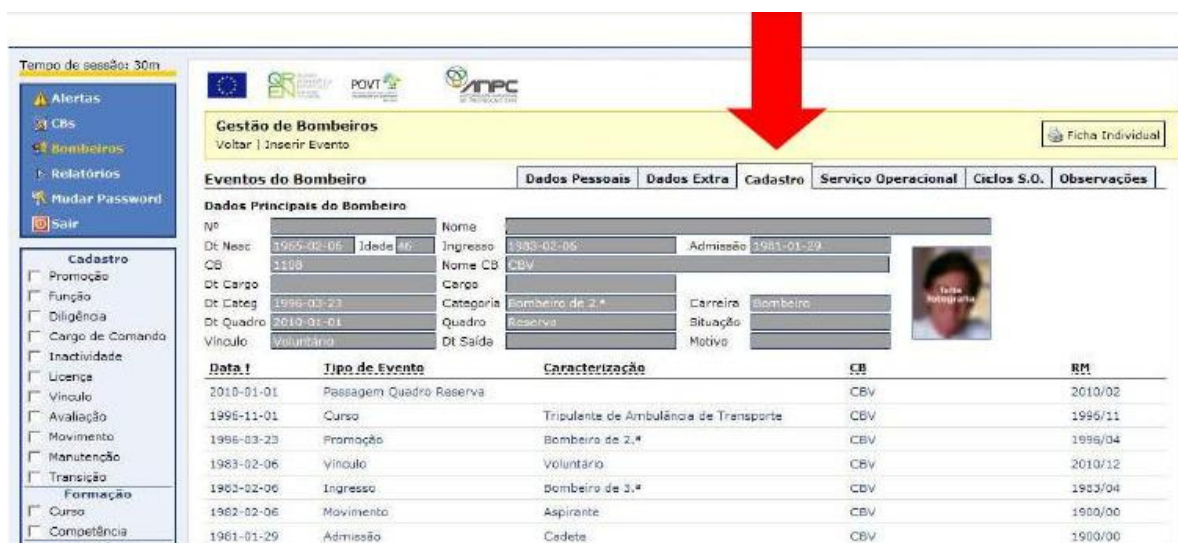 Tempo de sessão: 30m
Alertas
CBs
Bombeiros
Relatórios
Mudar Password
Sair
Cadastro
Promoção
Função
Diligência
Cargo de Comando
Inactividade
Licença
Vinculo
Avaliação
Movimento
Manutenção
Transição
Formação
Curso
Competência
QREN
POVT
ANPC
Gestão de Bombeiros
Voltar | Inserir Evento
Ficha Individual
Eventos do Bombeiro
Dados Pessoais Dados Extra Cadastro Serviço Operacional Ciclos S.O. Observações
Dados Principais do Bombeiro
Nº Nome
Dt Nasc 1965-02-06 Idade 46 Ingresso 1983-02-06 Admissão 1981-01-29
CB 1108 Nome CB CBV
Dt Cargo Cargo
Dt Categ 1996-03-23 Categoria Bombeiro de 2.ª Carreira Bombeiro
Dt Quadro 2010-01-01 Quadro Reserva Situação
Vinculo Voluntário Dt Saída Motivo
Falta fotografia
Data ! Tipo de Evento Caracterização CB RM
2010-01-01 Passagem Quadro Reserva CBV 2010/02
1996-11-01 Curso Tripulante de Ambulância de Transporte CBV 1996/11
1996-03-23 Promoção Bombeiro de 2.ª CBV 1996/04
1983-02-06 Vinculo Voluntário CBV 2010/12
1983-02-06 Ingresso Bombeiro de 3.ª CBV 1983/04
1982-02-06 Movimento Aspirante CBV 1900/00
1981-01-29 Admissão Cadete CBV 1900/00